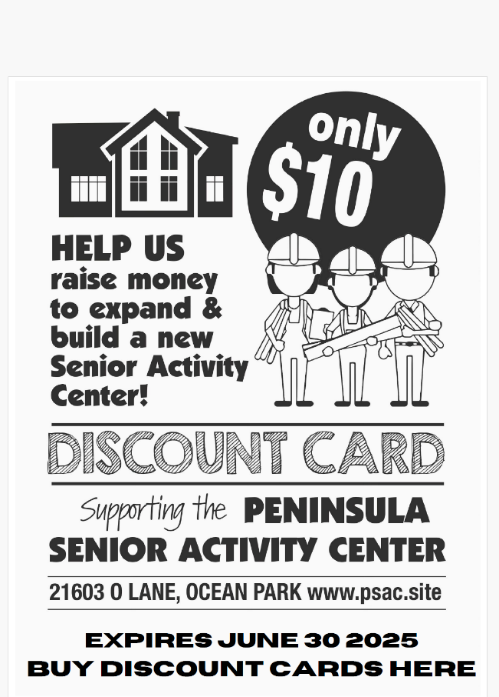 only
$10
HELP US
raise money
to expand &
build a new
Senior Activity
Center!
DISCOUNT CARD
Supporting the PENINSULA
SENIOR ACTIVITY CENTER
21603 O LANE, OCEAN PARK www.psac.site
EXPIRES JUNE 30 2025
BUY DISCOUNT CARDS HERE